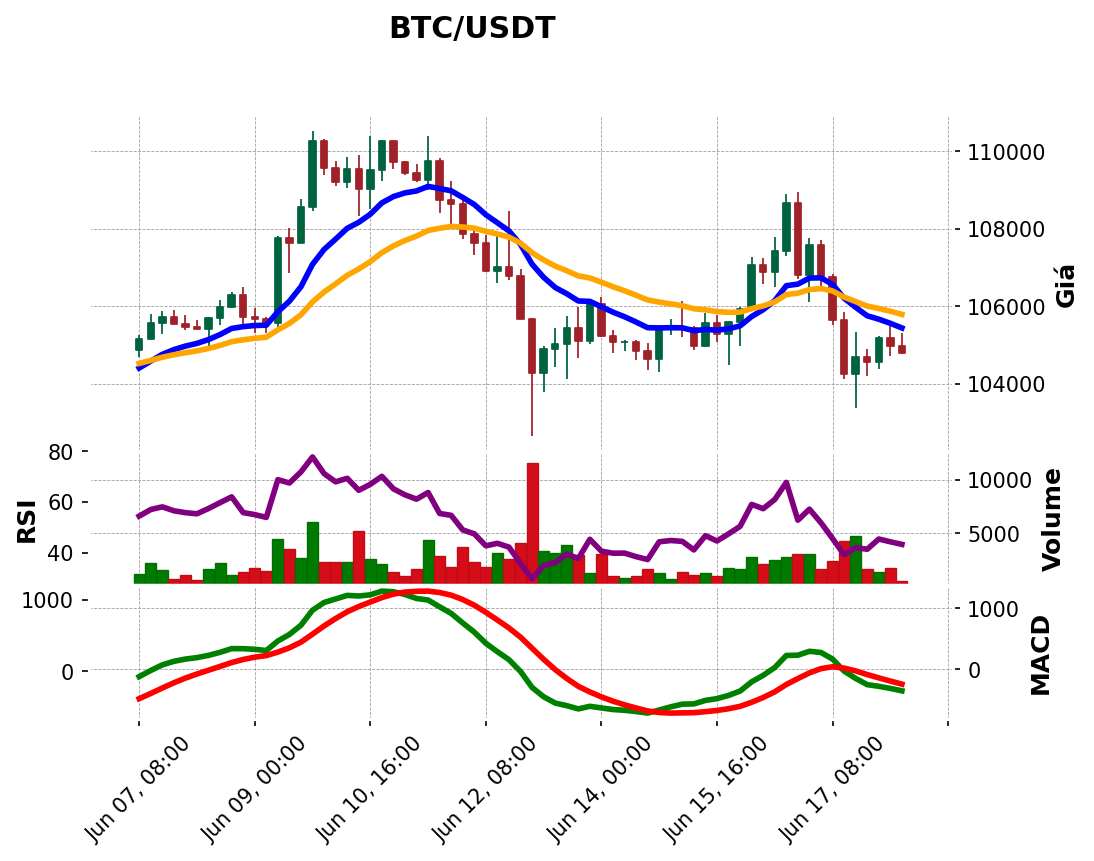 BTC/USDT
110000
108000
106000
104000
Giá
80
60
40
RSI
10000
5000
Volume
1000
0
1000
0
MACD
Jun 07, 08:00
Jun 09, 00:00
Jun 10, 16:00
Jun 12, 08:00
Jun 14, 00:00
Jun 15, 16:00
Jun 17, 08:00